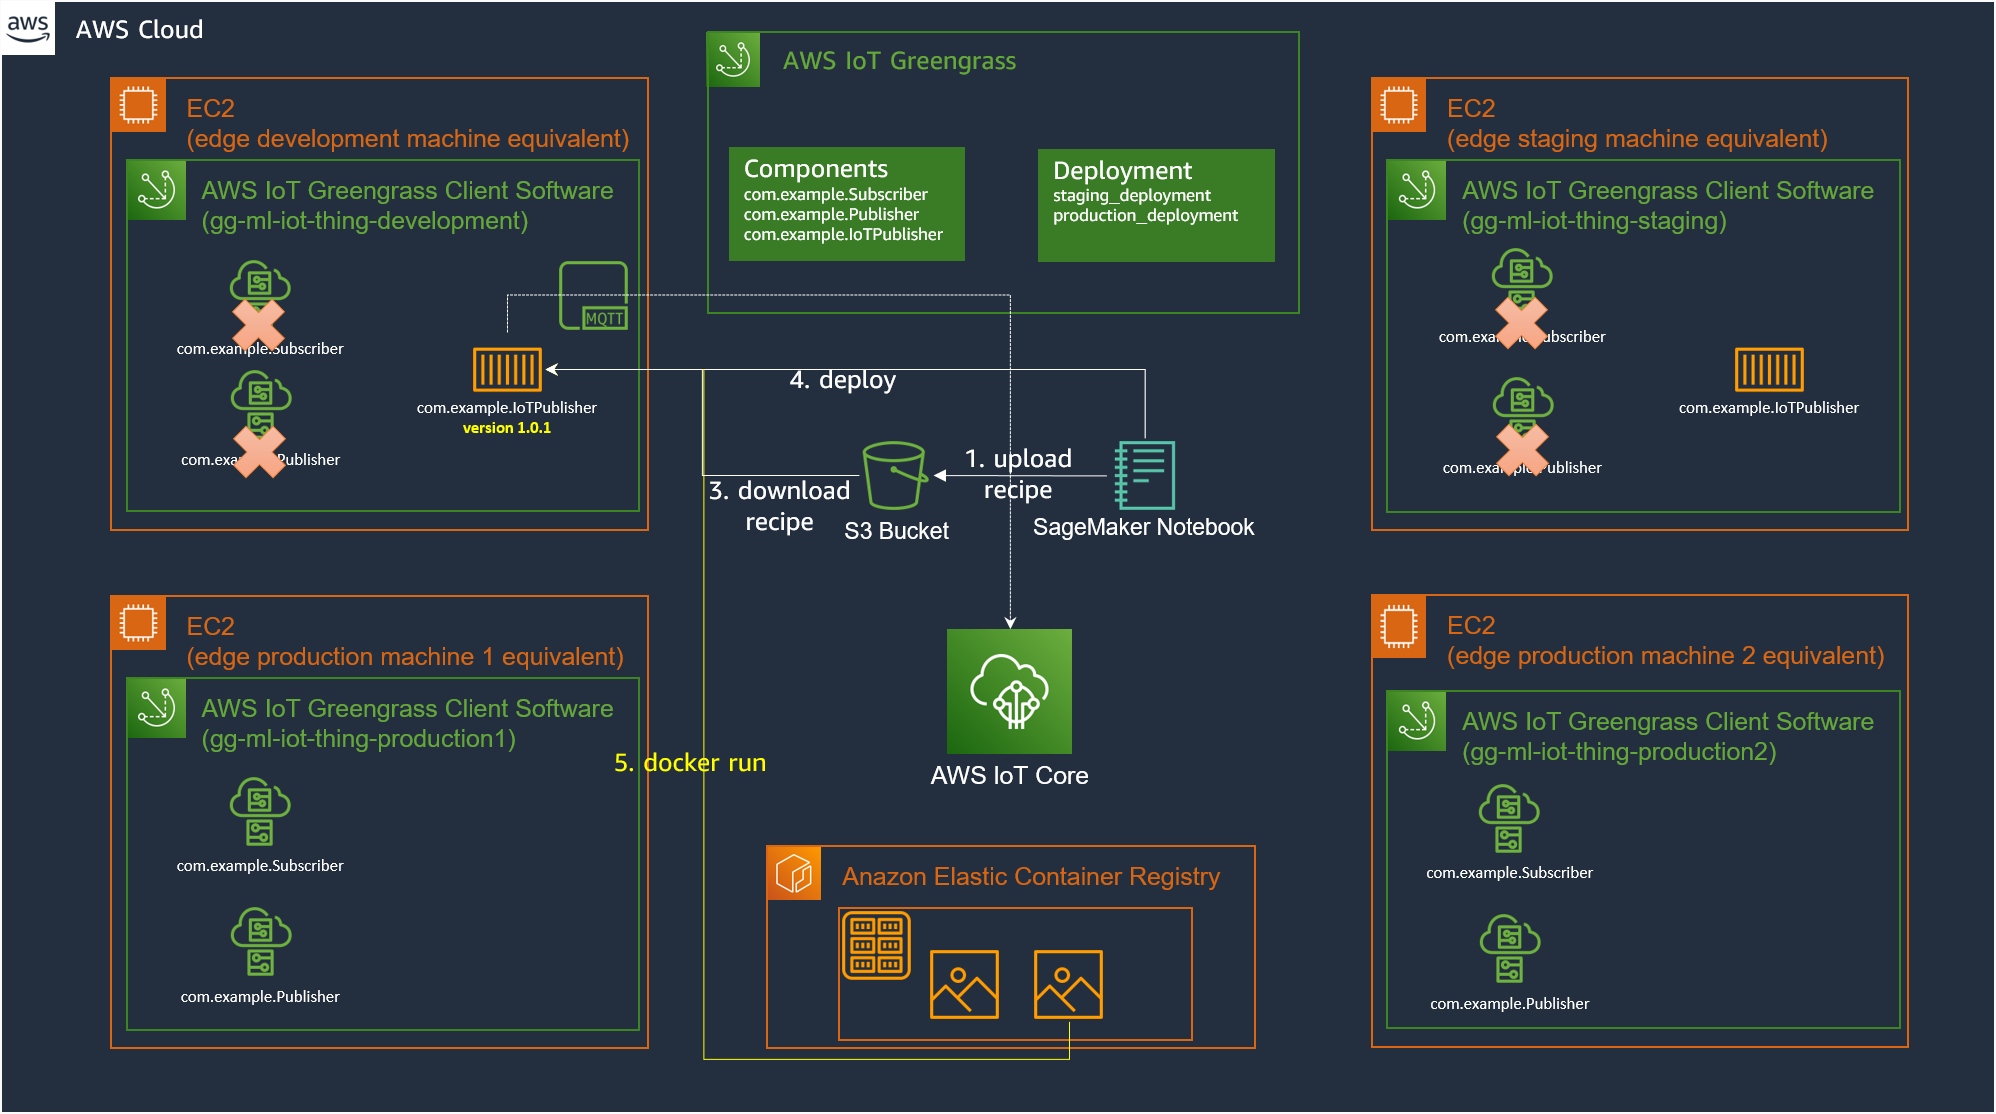 aws
AWS Cloud
AWS IoT Greengrass
Components
com.example.Subscriber
com.example.Publisher
com.example.IoTPublisher
Deployment
staging_deployment
production_deployment
EC2
(edge development machine equivalent)
AWS IoT Greengrass Client Software
(gg-ml-iot-thing-development)
MQTT
com.example.Subscriber
com.example.IoTPublisher
version 1.0.1
com.exa Publisher
EC2
(edge staging machine equivalent)
AWS IoT Greengrass Client Software
(gg-ml-iot-thing-staging)
com.exa ubscriber
com.example.IoTPublisher
com.example.Publisher
4. deploy
1. upload
recipe
3. download
recipe
S3 Bucket
SageMaker Notebook
EC2
(edge production machine 1 equivalent)
AWS IoT Greengrass Client Software
(gg-ml-iot-thing-production1)
com.example.Subscriber
com.example.Publisher
5. docker run
AWS IoT Core
Anazon Elastic Container Registry
EC2
(edge production machine 2 equivalent)
AWS IoT Greengrass Client Software
(gg-ml-iot-thing-production2)
com.example.Subscriber
com.example.Publisher